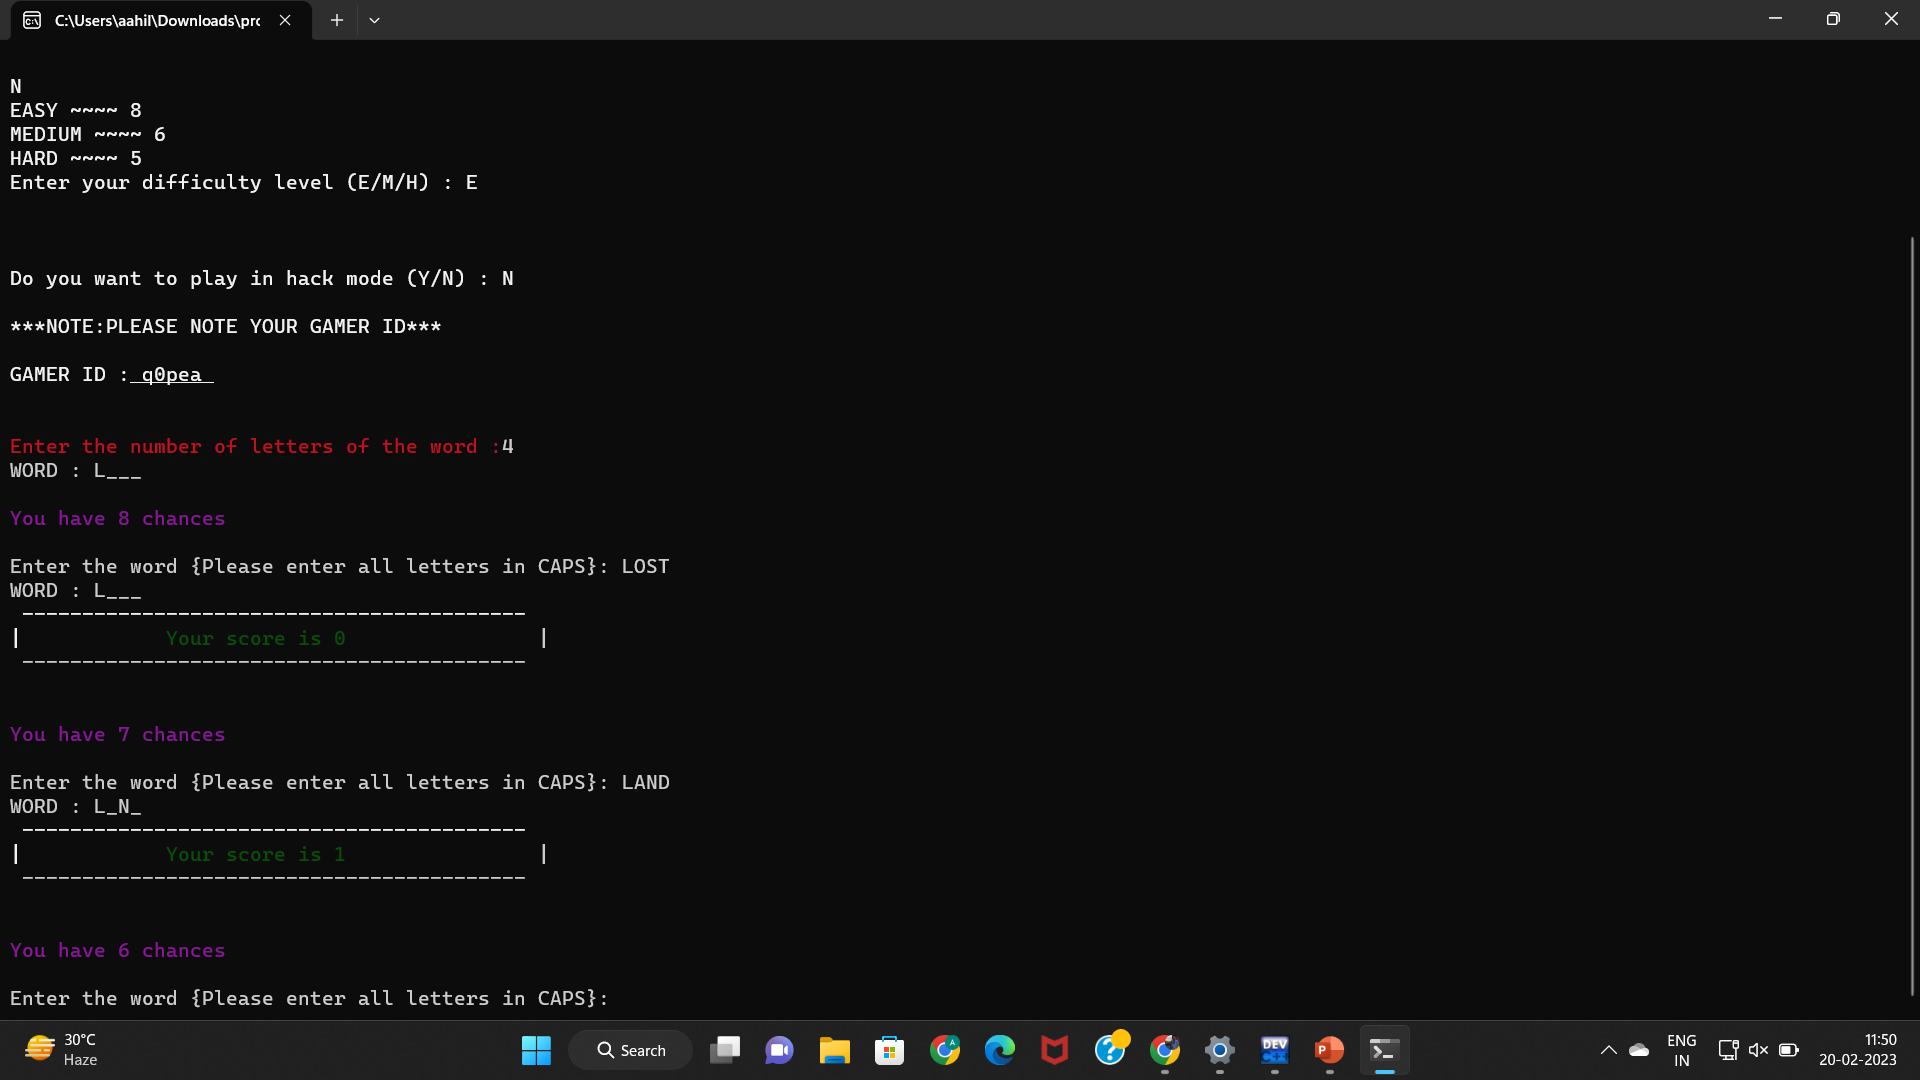 C:\Users\aahil\Downloads\prc
N
EASY ~~~~ 8
MEDIUM ~~~~ 6
HARD ~~~~ 5
Enter your difficulty level (E/M/H) : E
Do you want to play in hack mode (Y/N) : N
***NOTE:PLEASE NOTE YOUR GAMER ID***
GAMER ID : q0pea
Enter the number of letters of the word :4
WORD : L___
You have 8 chances
Enter the word {Please enter all letters in CAPS}: LOST
WORD : L___
------------------------------------------
| Your score is 0 |
------------------------------------------
You have 7 chances
Enter the word {Please enter all letters in CAPS}: LAND
WORD : L_N_
------------------------------------------
| Your score is 1 |
------------------------------------------
You have 6 chances
Enter the word {Please enter all letters in CAPS}:
30°C
Haze
Search
A
DEV
C++
P
ENG
IN
11:50
20-02-2023